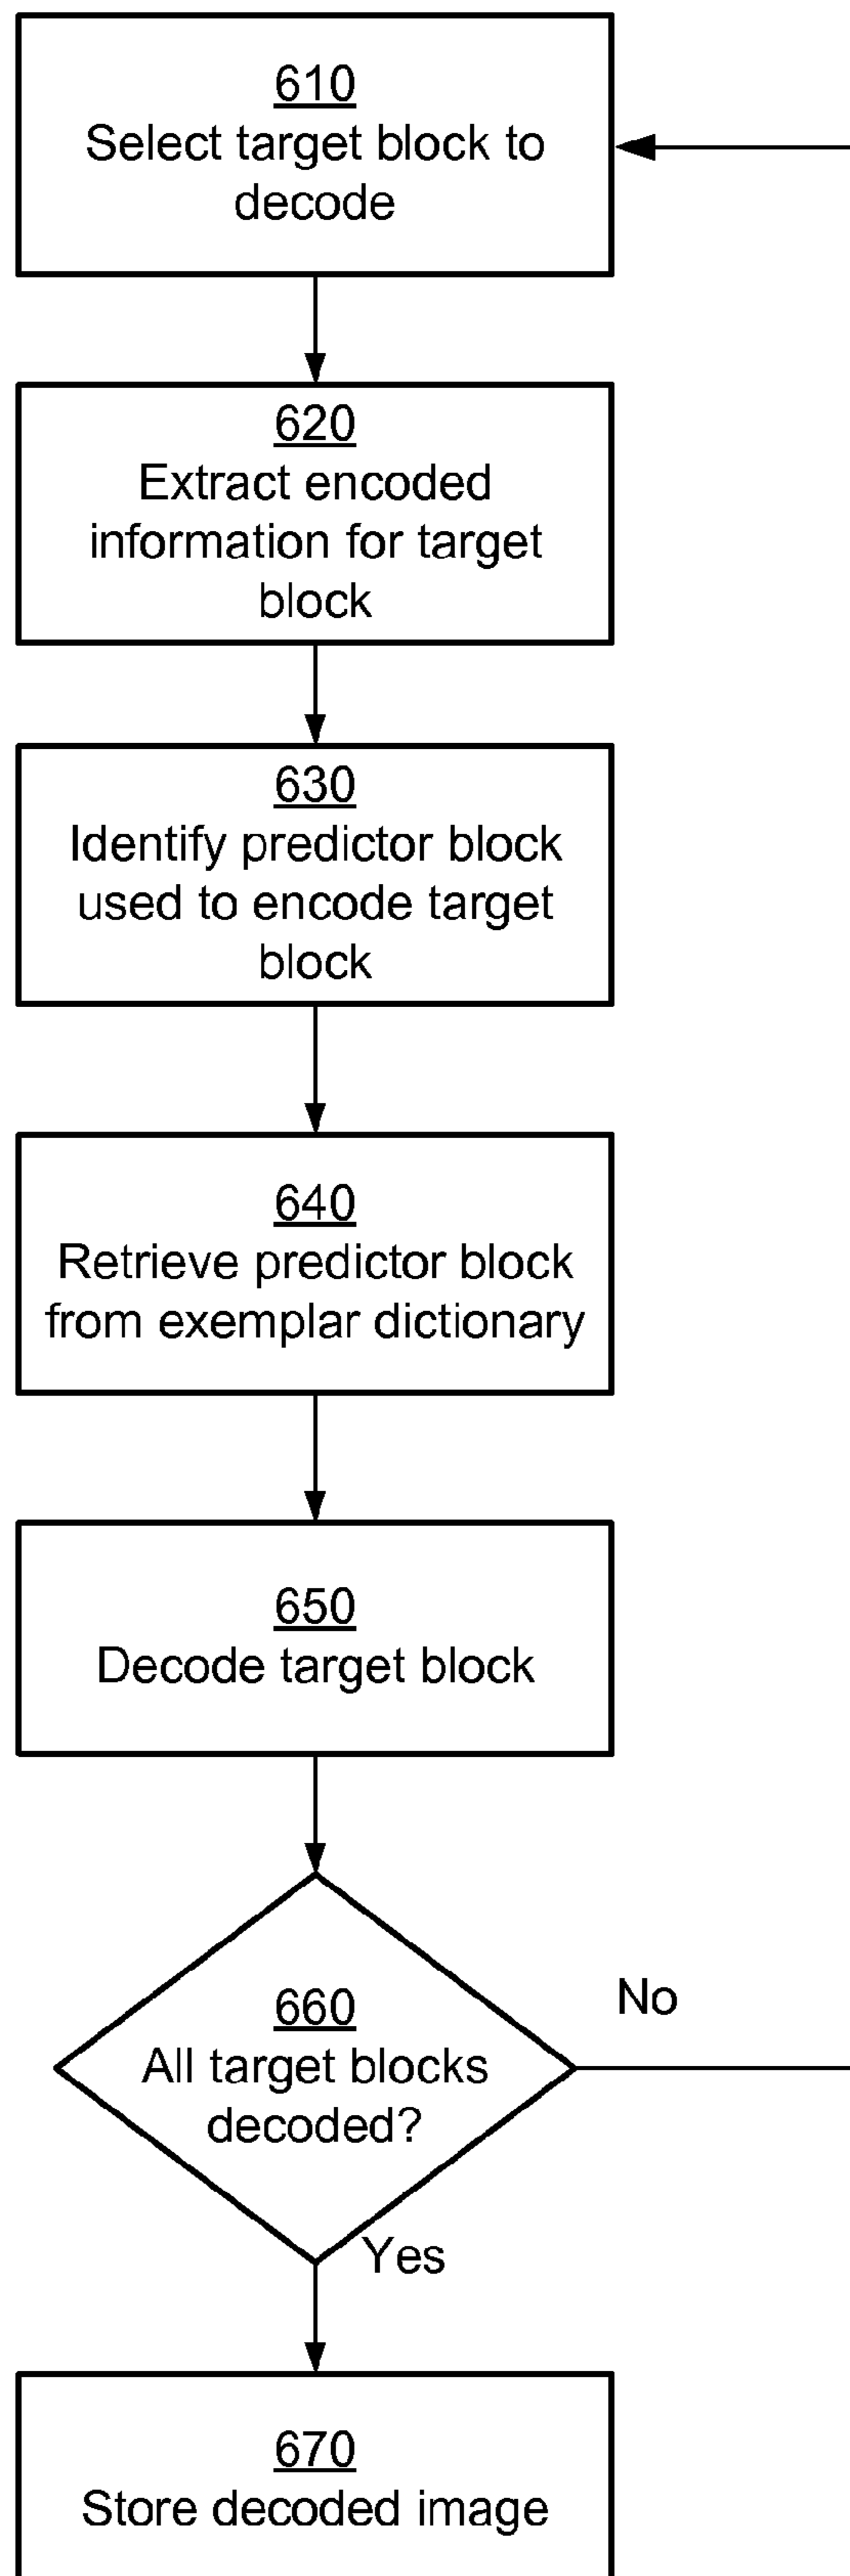 610
Select target block to
decode
620
Extract encoded
information for target
block
630
Identify predictor block
used to encode target
block
640
Retrieve predictor block
from exemplar dictionary
650
Decode target block
660
All target blocks
decoded?
No
Yes
670
Store decoded image